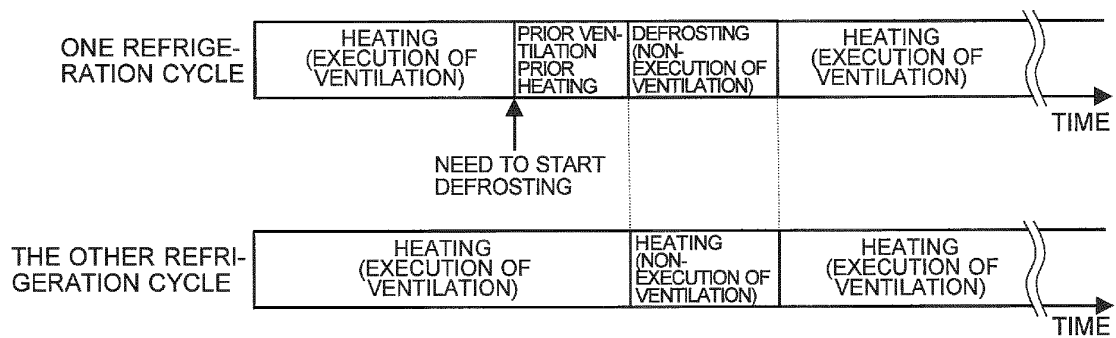 ONE REFRIGE-
RATION CYCLE
HEATING
(EXECUTION OF
VENTILATION)
PRIOR VEN-
TILATION
PRIOR
HEATING
DEFROSTING
(NON-
EXECUTION OF
VENTILATION)
HEATING
(EXECUTION OF
VENTILATION)
TIME
NEED TO START
DEFROSTING
THE OTHER REFRI-
GERATION CYCLE
HEATING
(EXECUTION OF
VENTILATION)
HEATING
(NON-
EXECUTION OF
VENTILATION)
HEATING
(EXECUTION OF
VENTILATION)
TIME